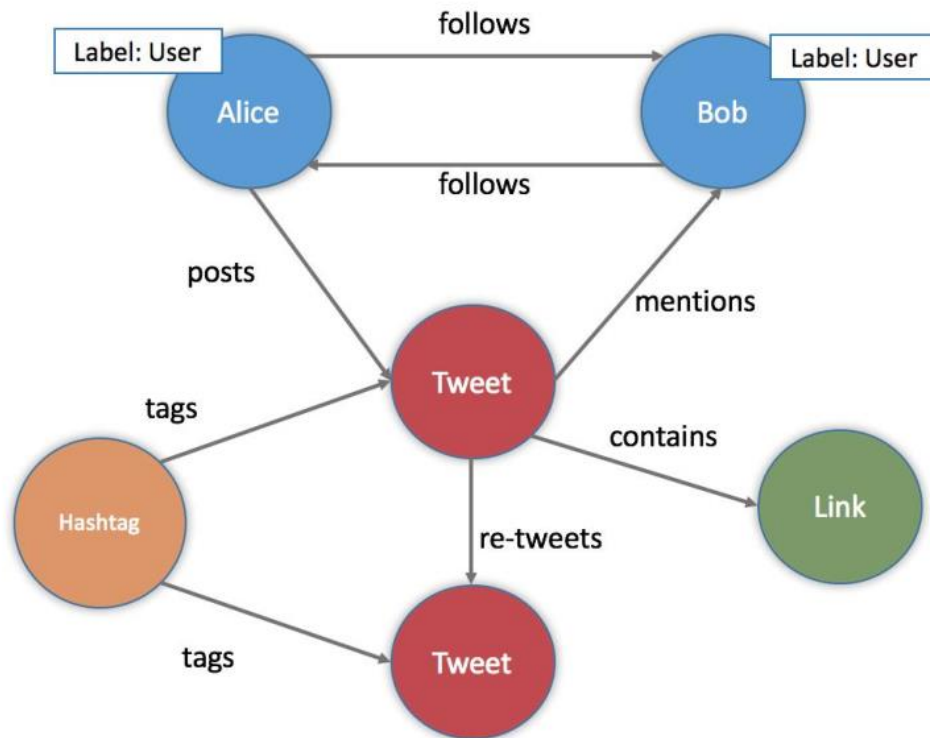 follows
Label: User
Label: User
Alice
Bob
follows
posts
mentions
Tweet
tags
contains
Hashtag
Link
re-tweets
tags
Tweet